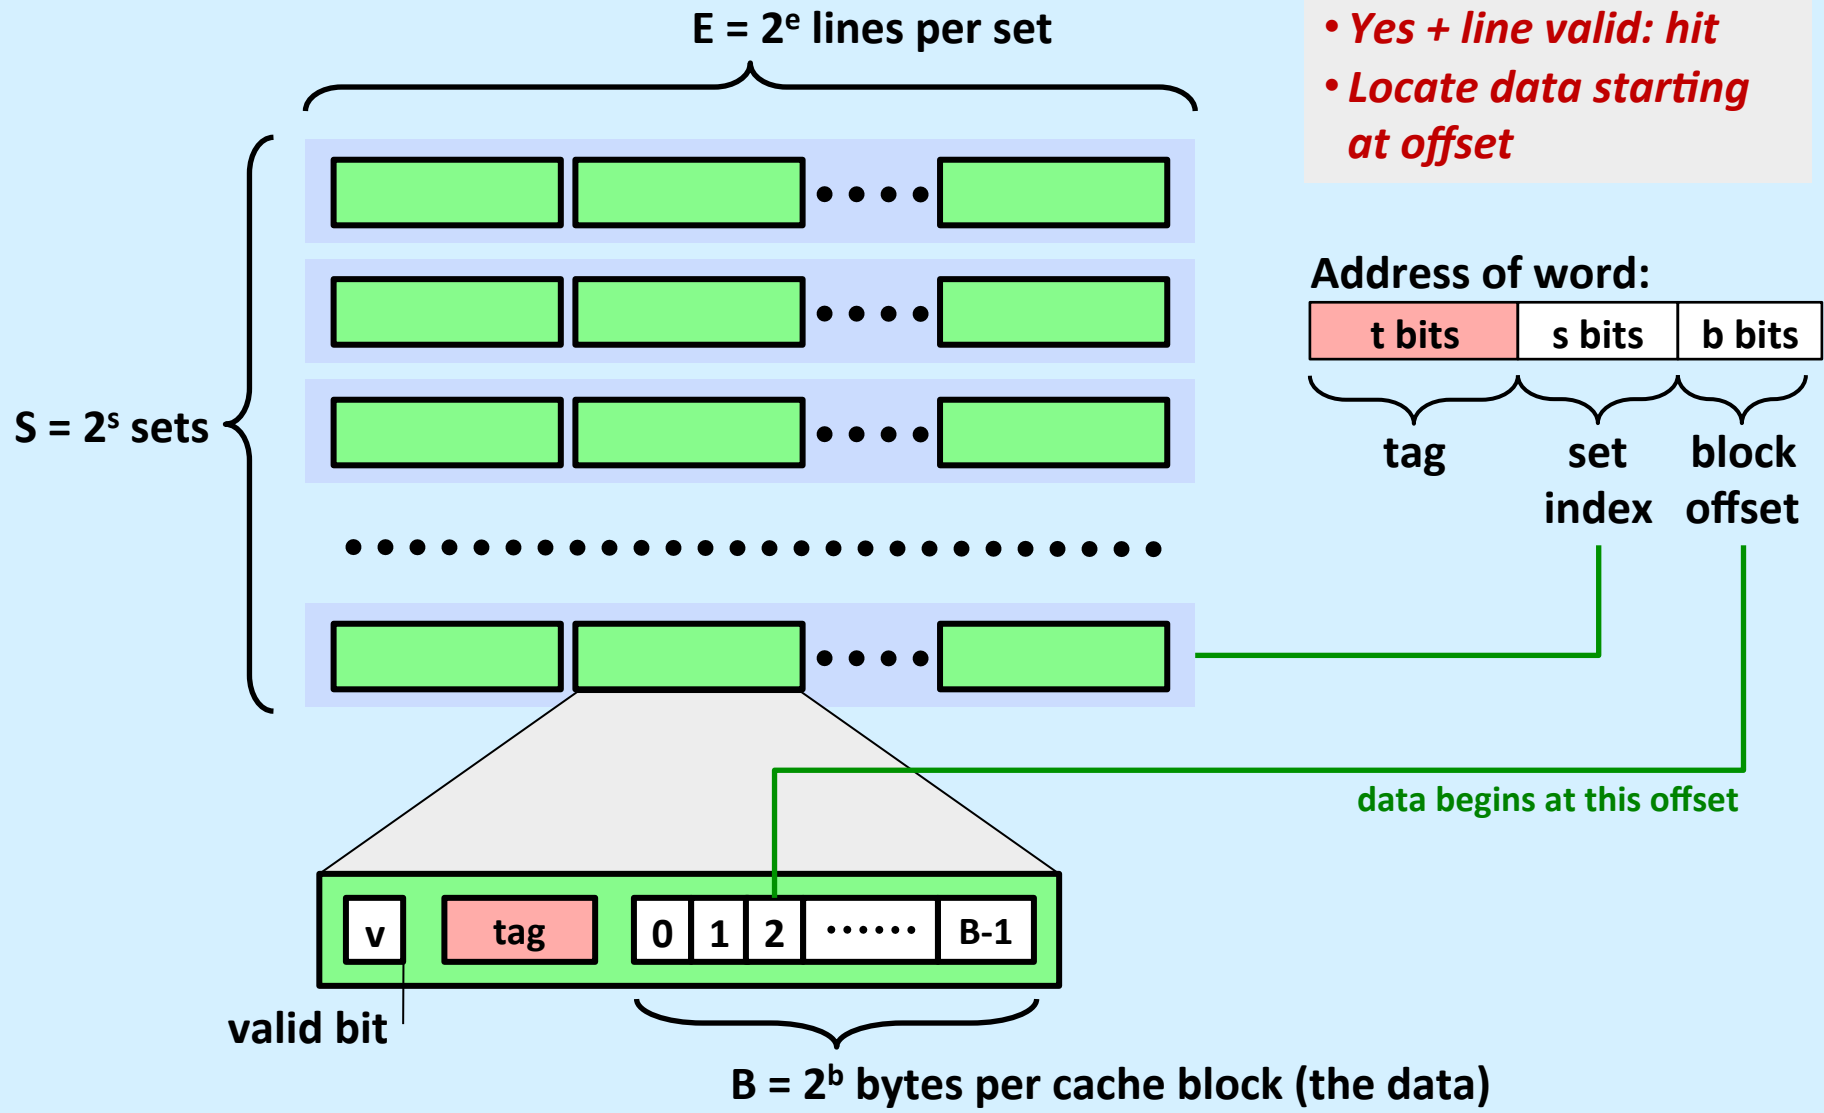 E = 2ᵉ lines per set
• Yes + line valid: hit
• Locate data starting
at offset
Address of word:
t bits s bits b bits
S = 2ˢ sets
tag set block
index offset
data begins at this offset
v tag 0 1 2 •••••• B-1
valid bit
B = 2ᵇ bytes per cache block (the data)